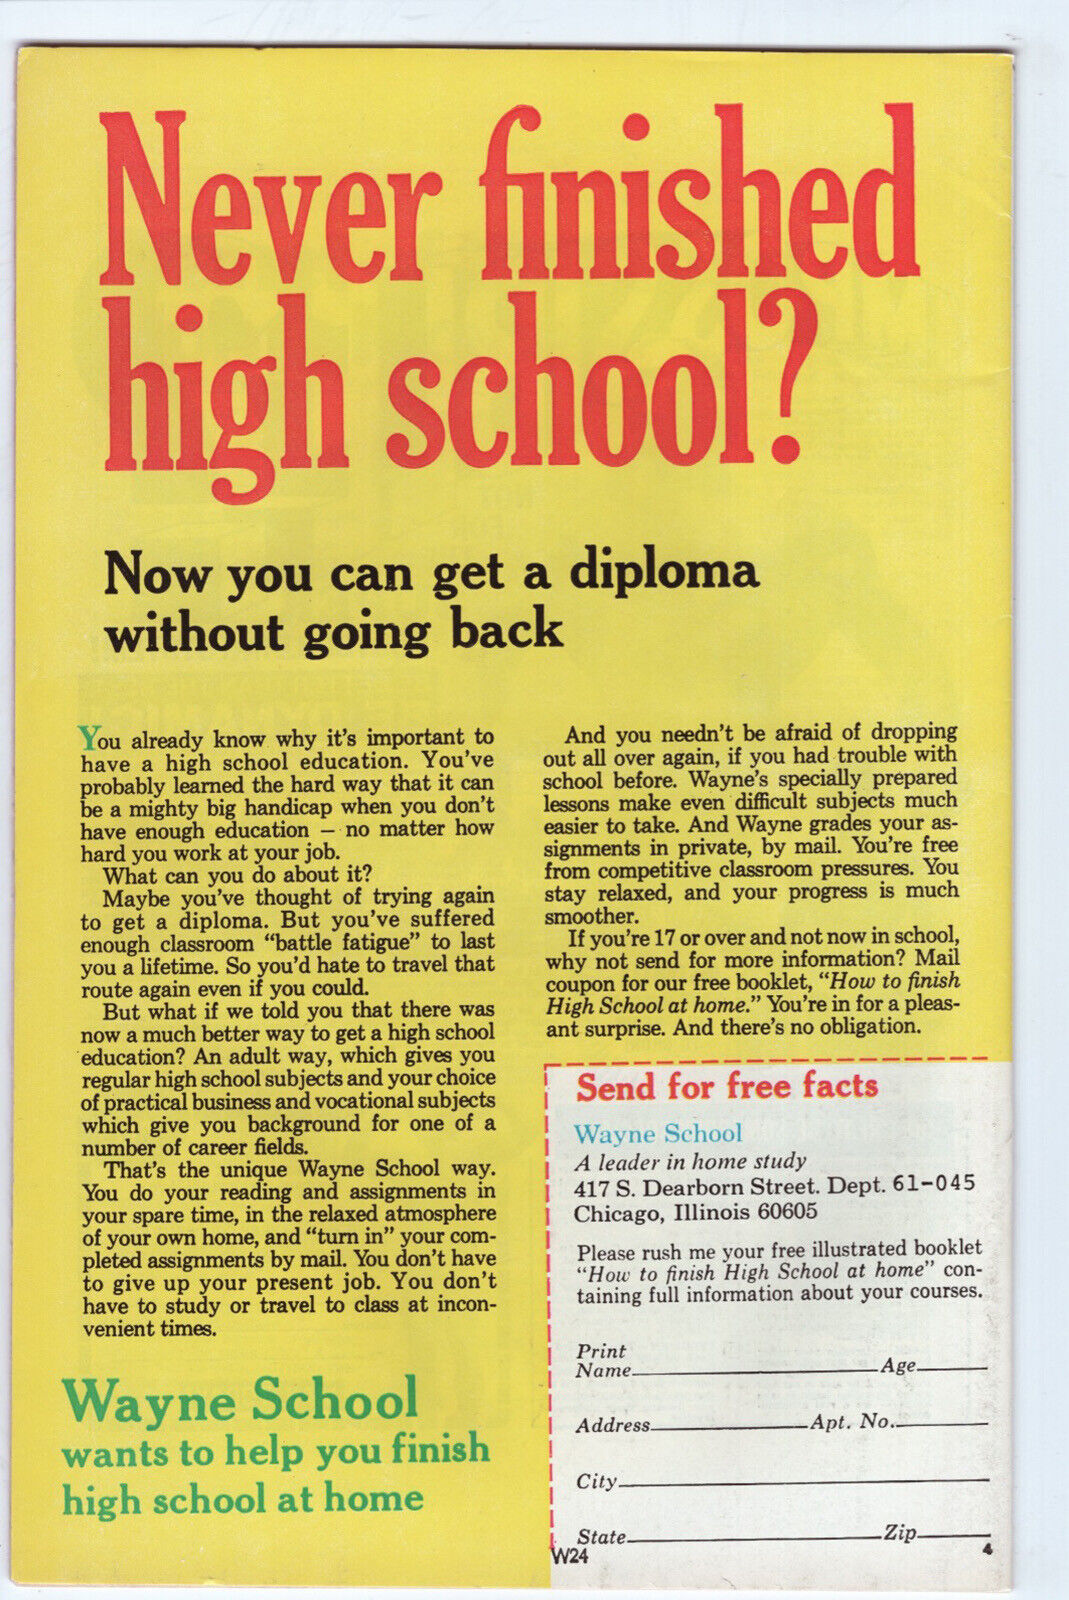 Never finished
high school?
Now you can get a diploma
without going back
You already know why it's important to
have a high school education. You've
probably learned the hard way that it can
be a mighty big handicap when you don't
have enough education — no matter how
hard you work at your job.
What can you do about it?
Maybe you've thought of trying again
to get a diploma. But you've suffered
enough classroom "battle fatigue" to last
you a lifetime. So you'd hate to travel that
route again even if you could.
But what if we told you that there was
now a much better way to get a high school
education? An adult way, which gives you
regular high school subjects and your choice
of practical business and vocational subjects
which give you background for one of a
number of career fields.
That's the unique Wayne School way.
You do your reading and assignments in
your spare time, in the relaxed atmosphere
of your own home, and "turn in" your com-
pleted assignments by mail. You don't have
to give up your present job. You don't
have to study or travel to class at incon-
venient times.
Wayne School
wants to help you finish
high school at home
And you needn't be afraid of dropping
out all over again, if you had trouble with
school before. Wayne's specially prepared
lessons make even difficult subjects much
easier to take. And Wayne grades your as-
signments in private, by mail. You're free
from competitive classroom pressures. You
stay relaxed, and your progress is much
smoother.
If you're 17 or over and not now in school,
why not send for more information? Mail
coupon for our free booklet, "How to finish
High School at home." You're in for a pleas-
ant surprise. And there's no obligation.
Send for free facts
Wayne School
A leader in home study
417 S. Dearborn Street. Dept. 61-045
Chicago, Illinois 60605
Please rush me your free illustrated booklet
"How to finish High School at home" con-
taining full information about your courses.
Print
Name Age
Address Apt. No.
City
State Zip
W24 4